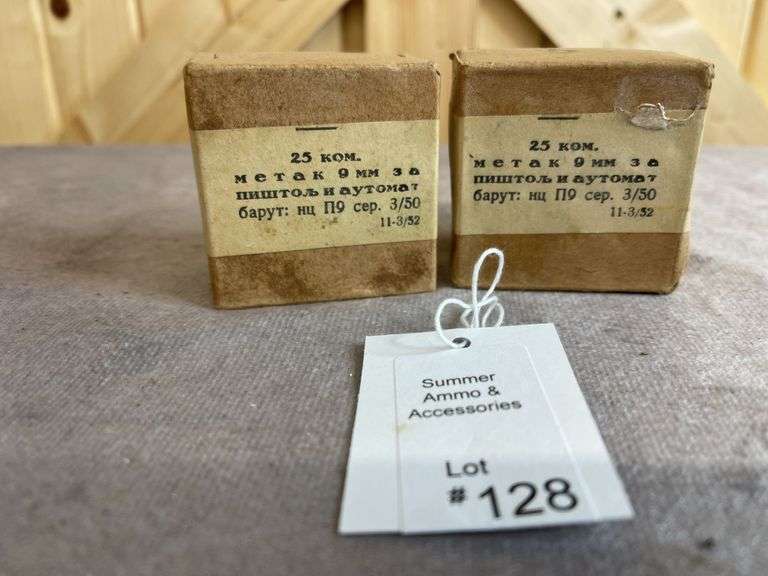 25 ком.
метак 9 мм за
пиштољ и аутомат
барут: нц П9 сер. 3/50
11-3/52
25 ком.
метак 9 мм за
пиштољ и аутомат
барут: нц П9 сер. 3/50
11-3/52
Summer
Ammo &
Accessories
Lot
# 128